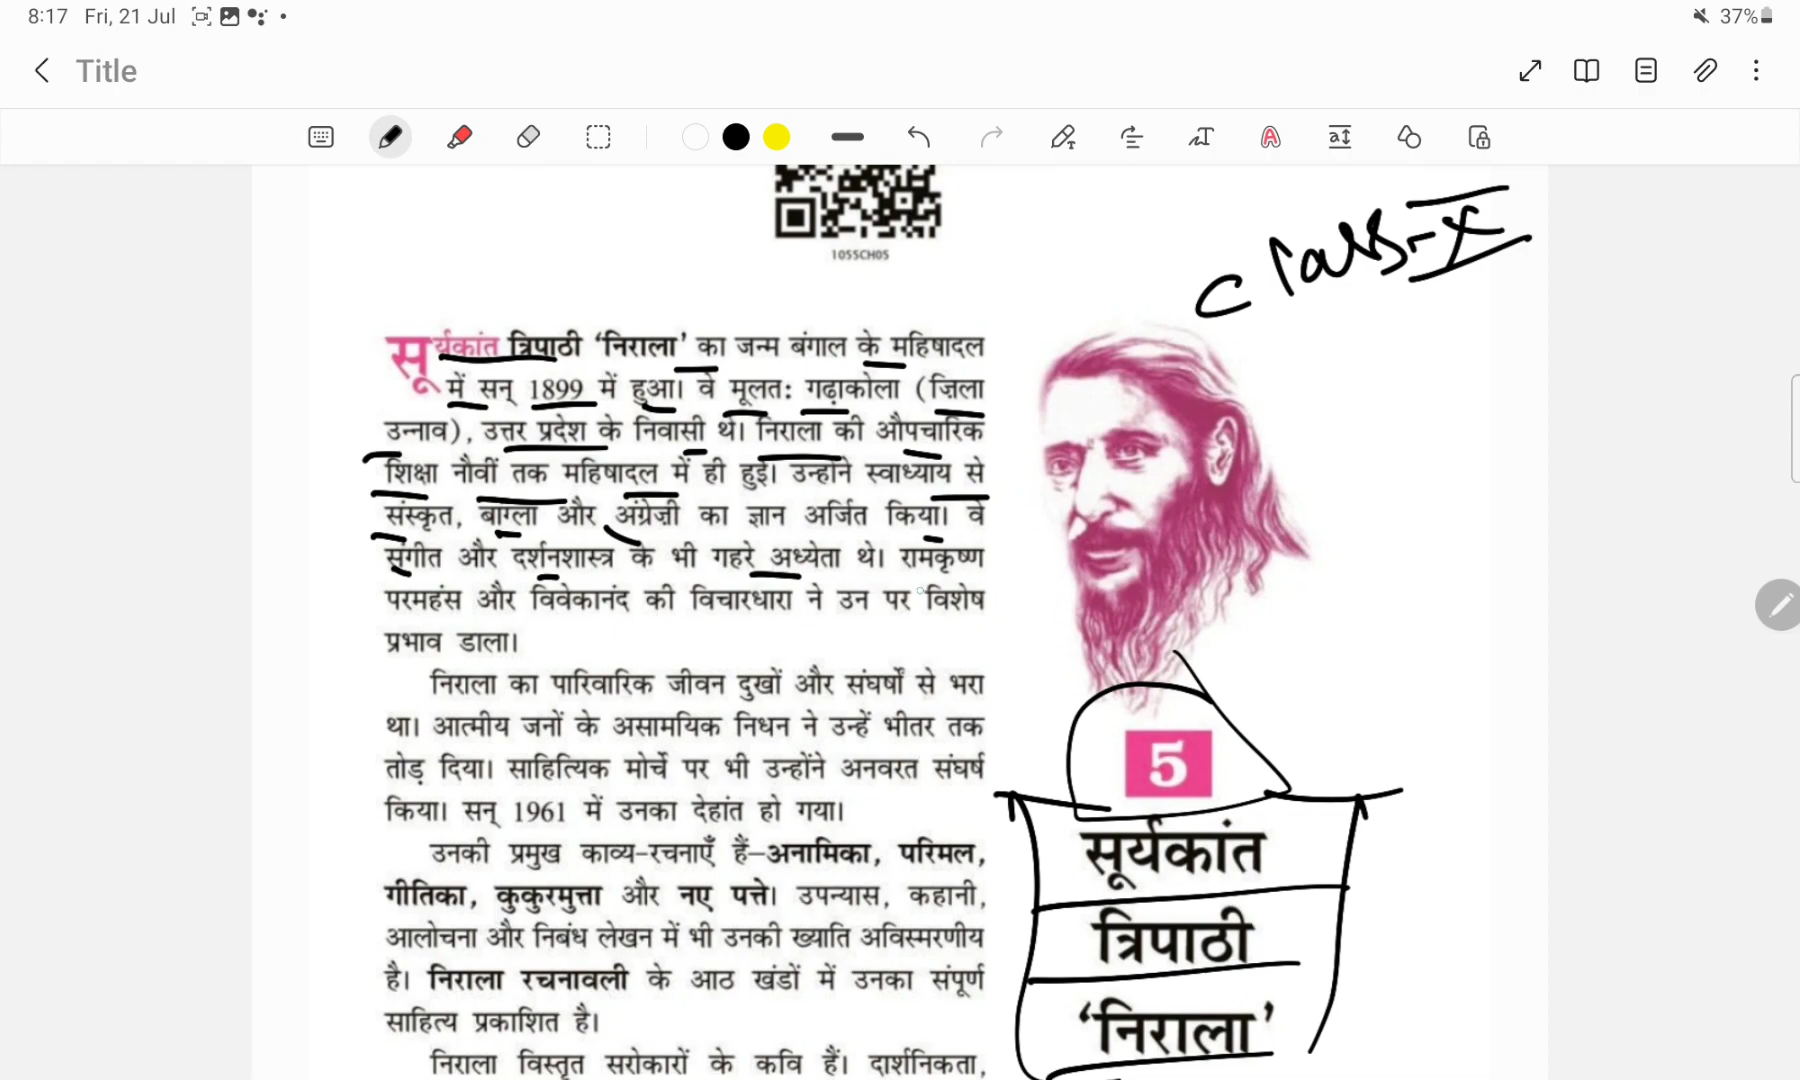 8:17 Fri, 21 Jul
37%
Title
1055CH05
Class-X
सूर्यकांत त्रिपाठी ‘निराला’ का जन्म बंगाल के महिषादल
में सन् 1899 में हुआ। वे मूलत: गढ़ाकोला (ज़िला
उन्नाव), उत्तर प्रदेश के निवासी थे। निराला की औपचारिक
शिक्षा नौवीं तक महिषादल में ही हुई। उन्होंने स्वाध्याय से
संस्कृत, बांग्ला और अंग्रेज़ी का ज्ञान अर्जित किया। वे
संगीत और दर्शनशास्त्र के भी गहरे अध्येता थे। रामकृष्ण
परमहंस और विवेकानंद की विचारधारा ने उन पर विशेष
प्रभाव डाला।
निराला का पारिवारिक जीवन दुखों और संघर्षों से भरा
था। आत्मीय जनों के असामयिक निधन ने उन्हें भीतर तक
तोड़ दिया। साहित्यिक मोर्चे पर भी उन्होंने अनवरत संघर्ष
किया। सन् 1961 में उनका देहांत हो गया।
उनकी प्रमुख काव्य-रचनाएँ हैं–अनामिका, परिमल,
गीतिका, कुकुरमुत्ता और नए पत्ते। उपन्यास, कहानी,
आलोचना और निबंध लेखन में भी उनकी ख्याति अविस्मरणीय
है। निराला रचनावली के आठ खंडों में उनका संपूर्ण
साहित्य प्रकाशित है।
निराला विस्तृत सरोकारों के कवि हैं। दार्शनिकता,
5
सूर्यकांत
त्रिपाठी
‘निराला’